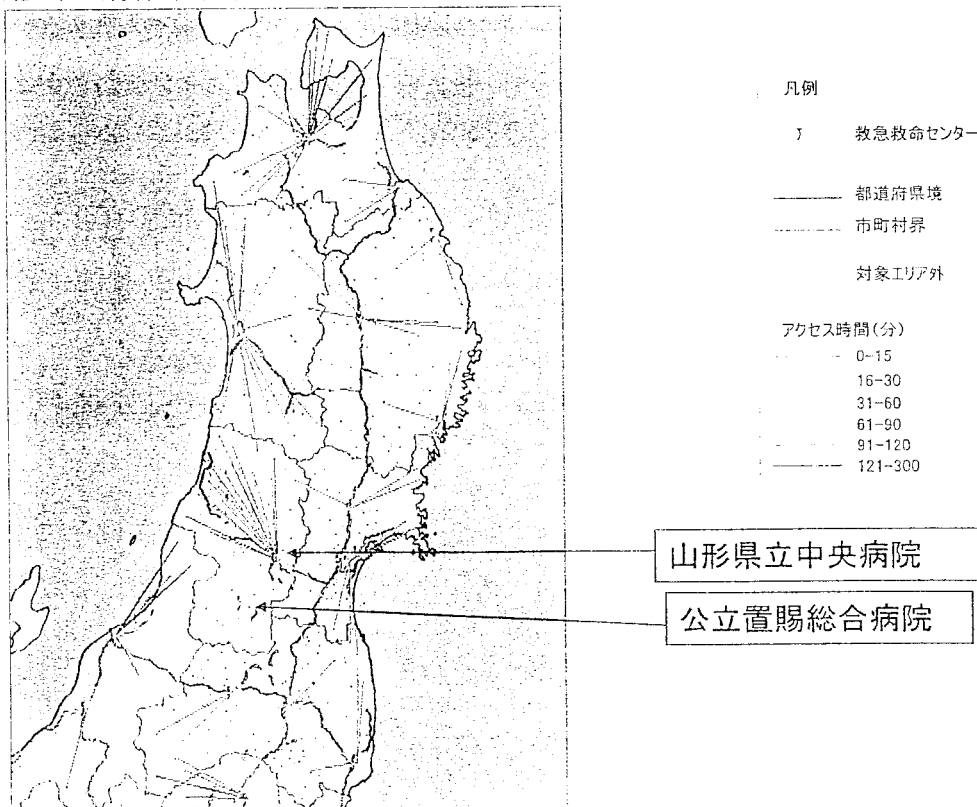 凡例
救急救命センター
都道府県境
市町村界
対象エリア外
アクセス時間(分)
0-15
16-30
31-60
61-90
91-120
121-300
山形県立中央病院
公立置賜総合病院